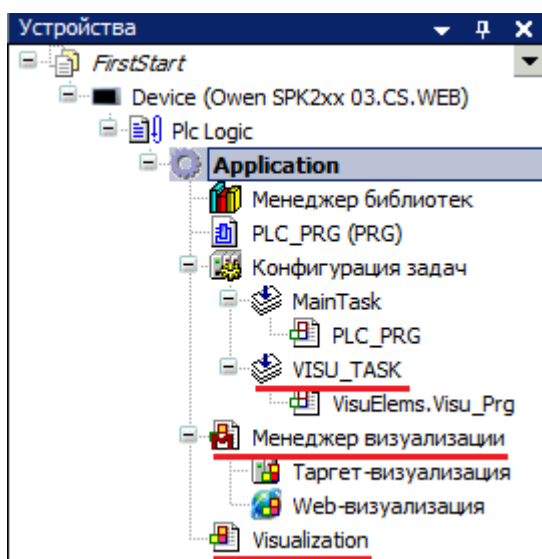 Устройства
FirstStart
Device (Owen SPK2xx 03.CS.WEB)
Plc Logic
Application
Менеджер библиотек
PLC_PRG (PRG)
Конфигурация задач
MainTask
PLC_PRG
VISU_TASK
VisuElems.Visu_Prg
Менеджер визуализации
Таргет-визуализация
Web-визуализация
Visualization